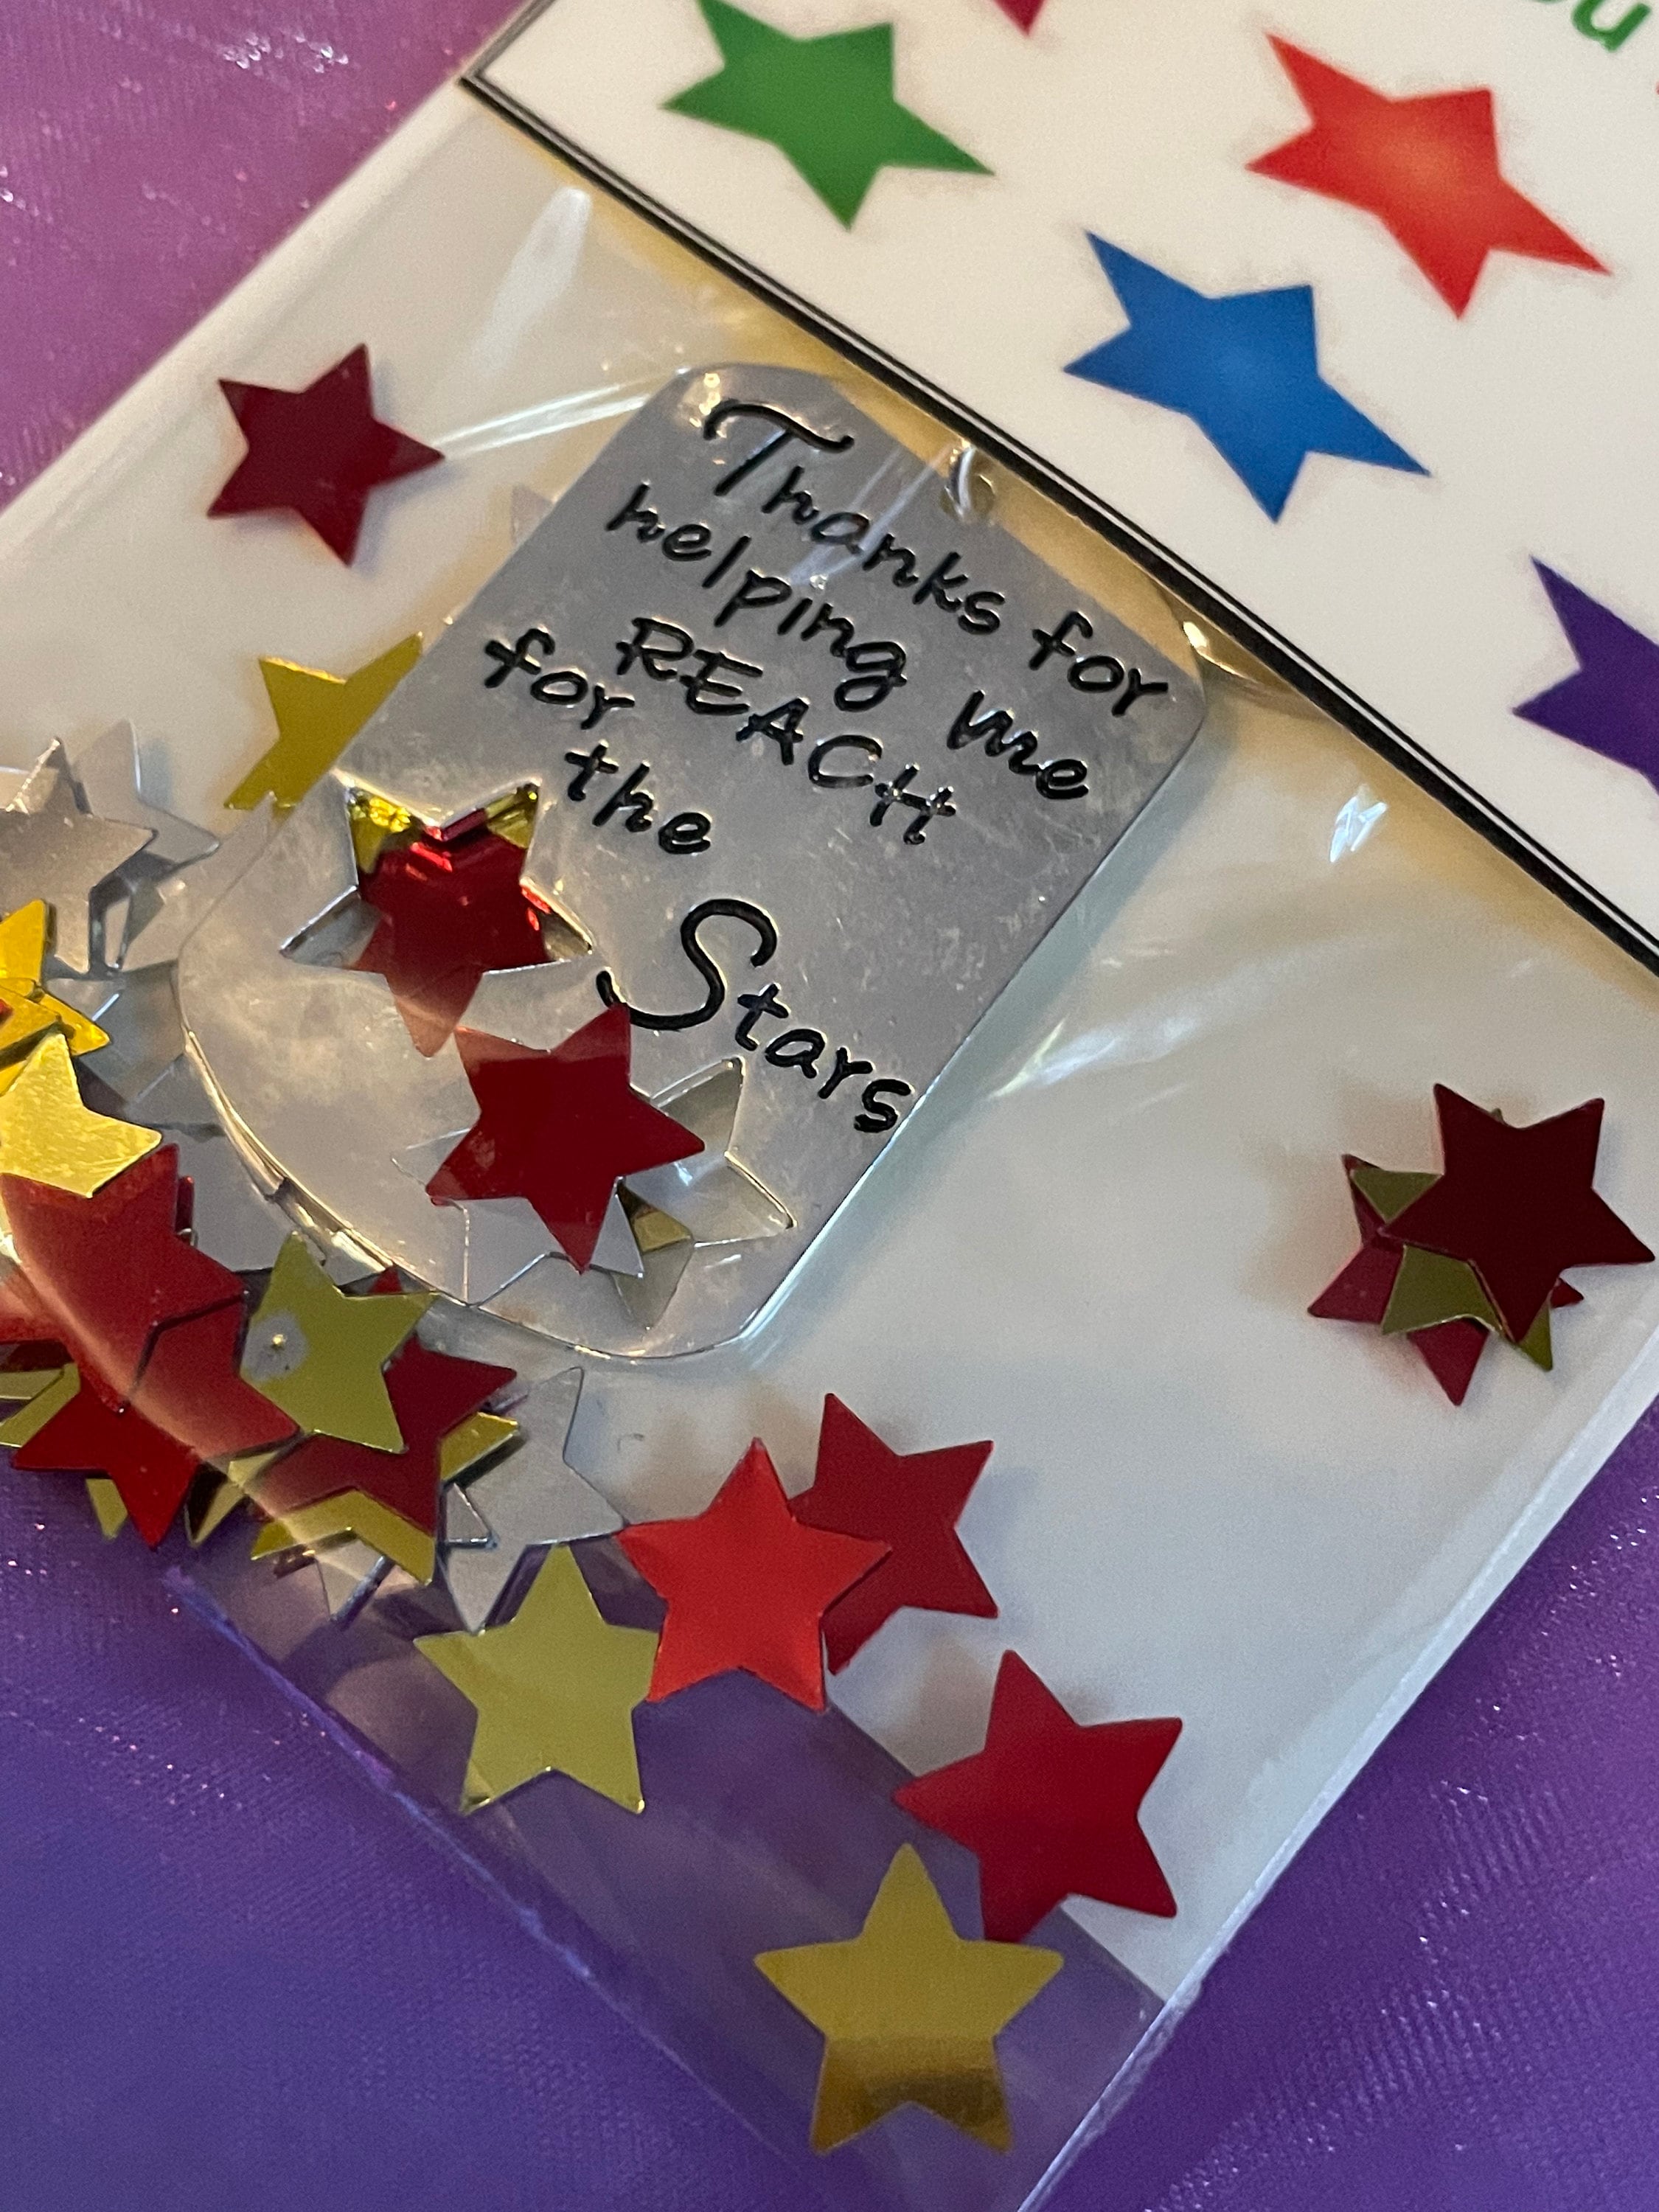 Thanks for
helping me
REACH
for the
Stars